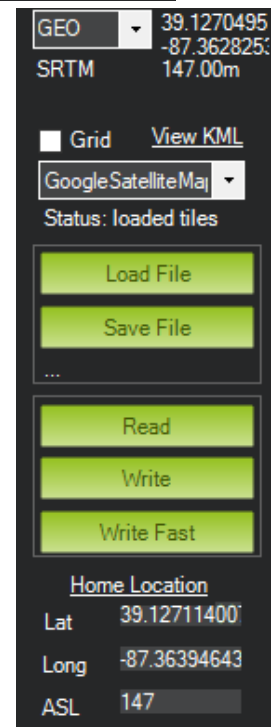 GEO 39.1270495
-87.3628253
SRTM 147.00m
Grid View KML
GoogleSatelliteMap
Status: loaded tiles
Load File
Save File
...
Read
Write
Write Fast
Home Location
Lat 39.12711400
Long -87.36394643
ASL 147